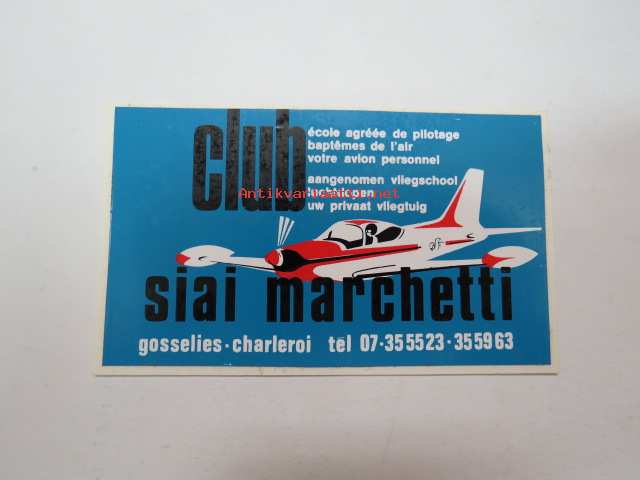 club
école agréée de pilotage
baptêmes de l'air
votre avion personnel
aangenomen vliegschool
uw privaat vliegtuig
siai marchetti
gosselies - charleroi tel 07-355523-355963